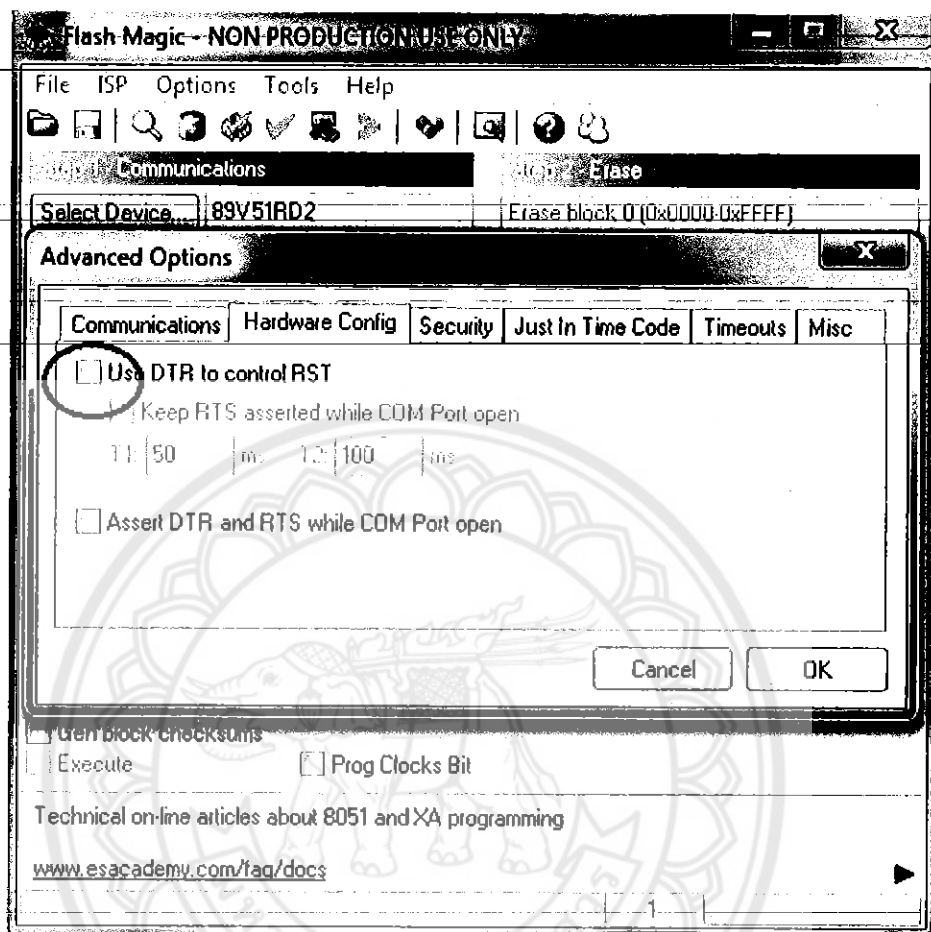 Flash Magic - NON PRODUCTION USE ONLY
File ISP Options Tools Help
Communications
Erase
Select Device... 89V51RD2
Erase block 0 (0x0000-0xFFFF)
Advanced Options
Communications Hardware Config Security Just In Time Code Timeouts Misc
Use DTR to control RST
Keep RTS asserted while COM Port open
T1: 50 ms T2: 100 ms
Assert DTR and RTS while COM Port open
Cancel OK
Gen block checksums
Execute Prog Clocks Bit
Technical on-line articles about 8051 and XA programming
www.esacademy.com/faq/docs
1